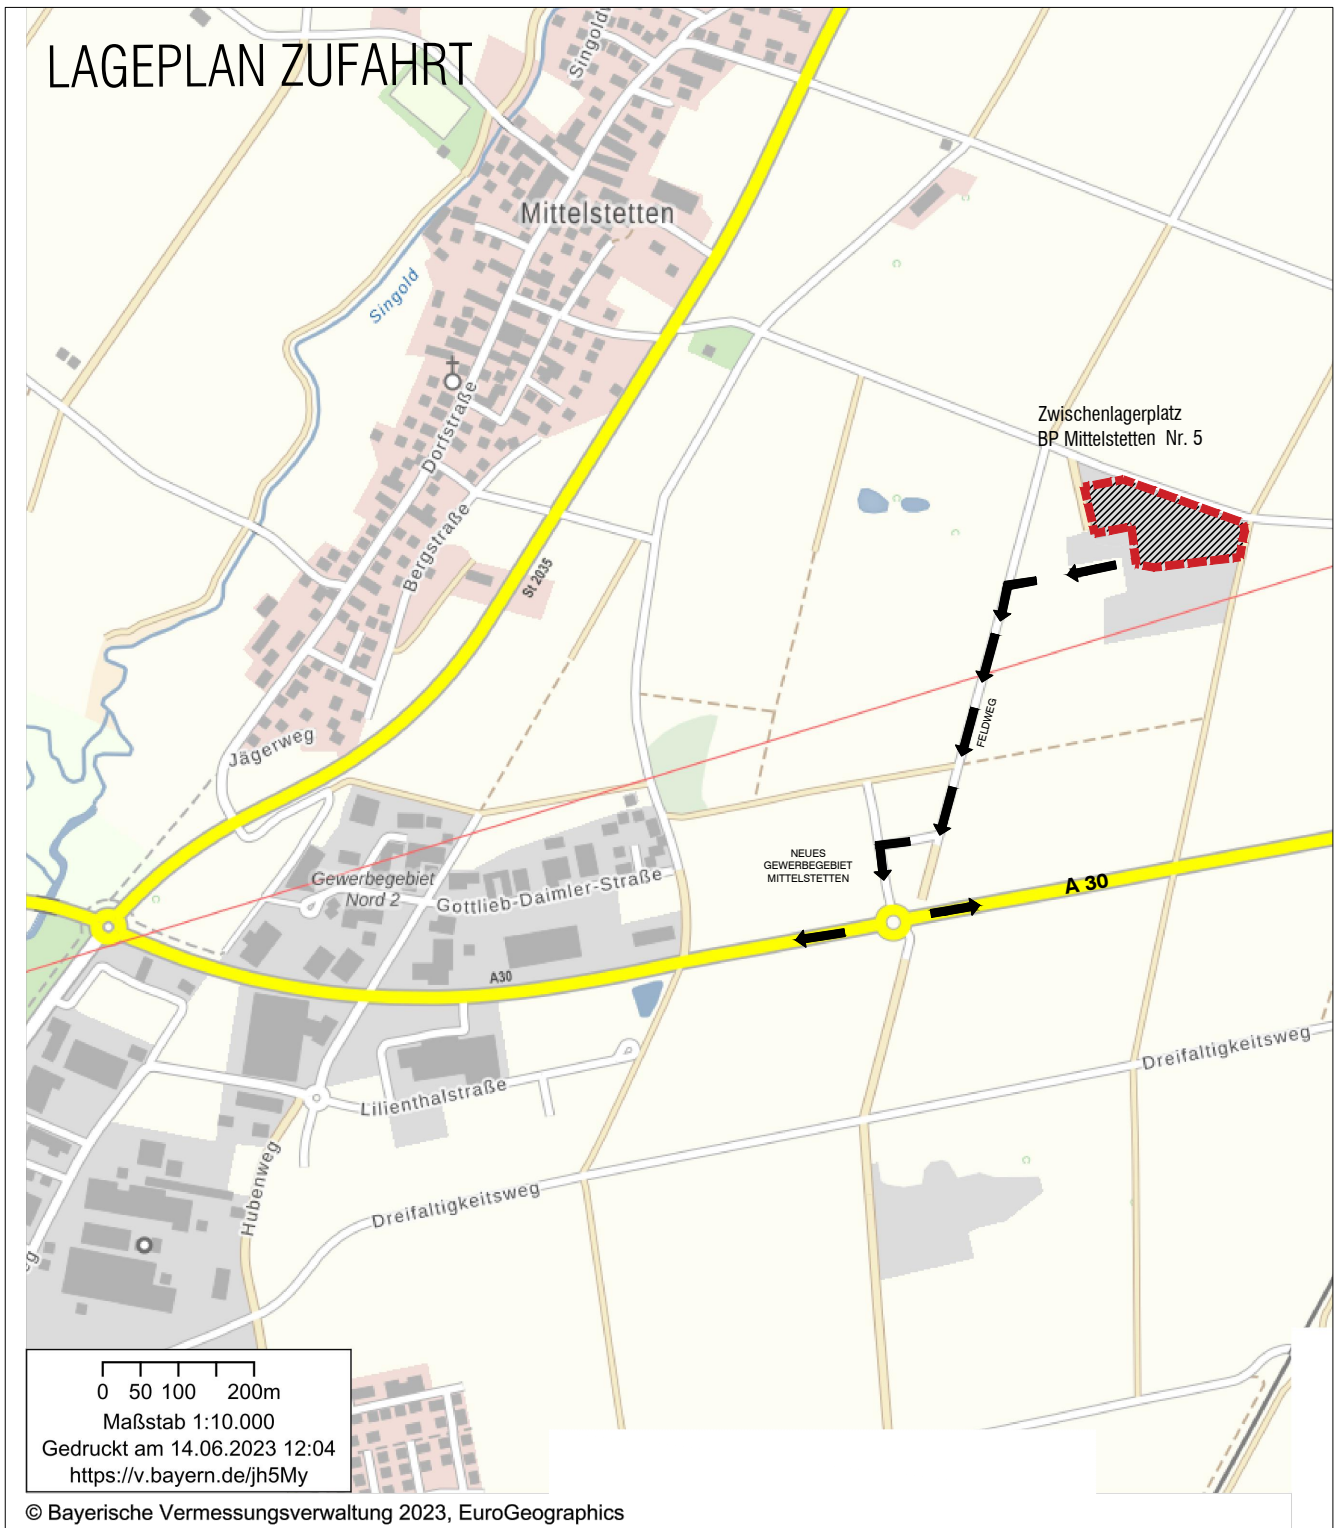 LAGEPLAN ZUFAHRT
Mittelstetten
Singold
Dorfstraße
Bergstraße
St 2035
Zwischenlagerplatz
BP Mittelstetten Nr. 5
FELDWEG
Jägerweg
NEUES
GEWERBEGEBIET
MITTELSTETTEN
A 30
Gewerbegebiet
Nord 2
Gottlieb-Daimler-Straße
A30
Dreifaltigkeitsweg
Lilienthalstraße
Hubenweg
Dreifaltigkeitsweg
0 50 100 200m
Maßstab 1:10.000
Gedruckt am 14.06.2023 12:04
https://v.bayern.de/jh5My
© Bayerische Vermessungsverwaltung 2023, EuroGeographics